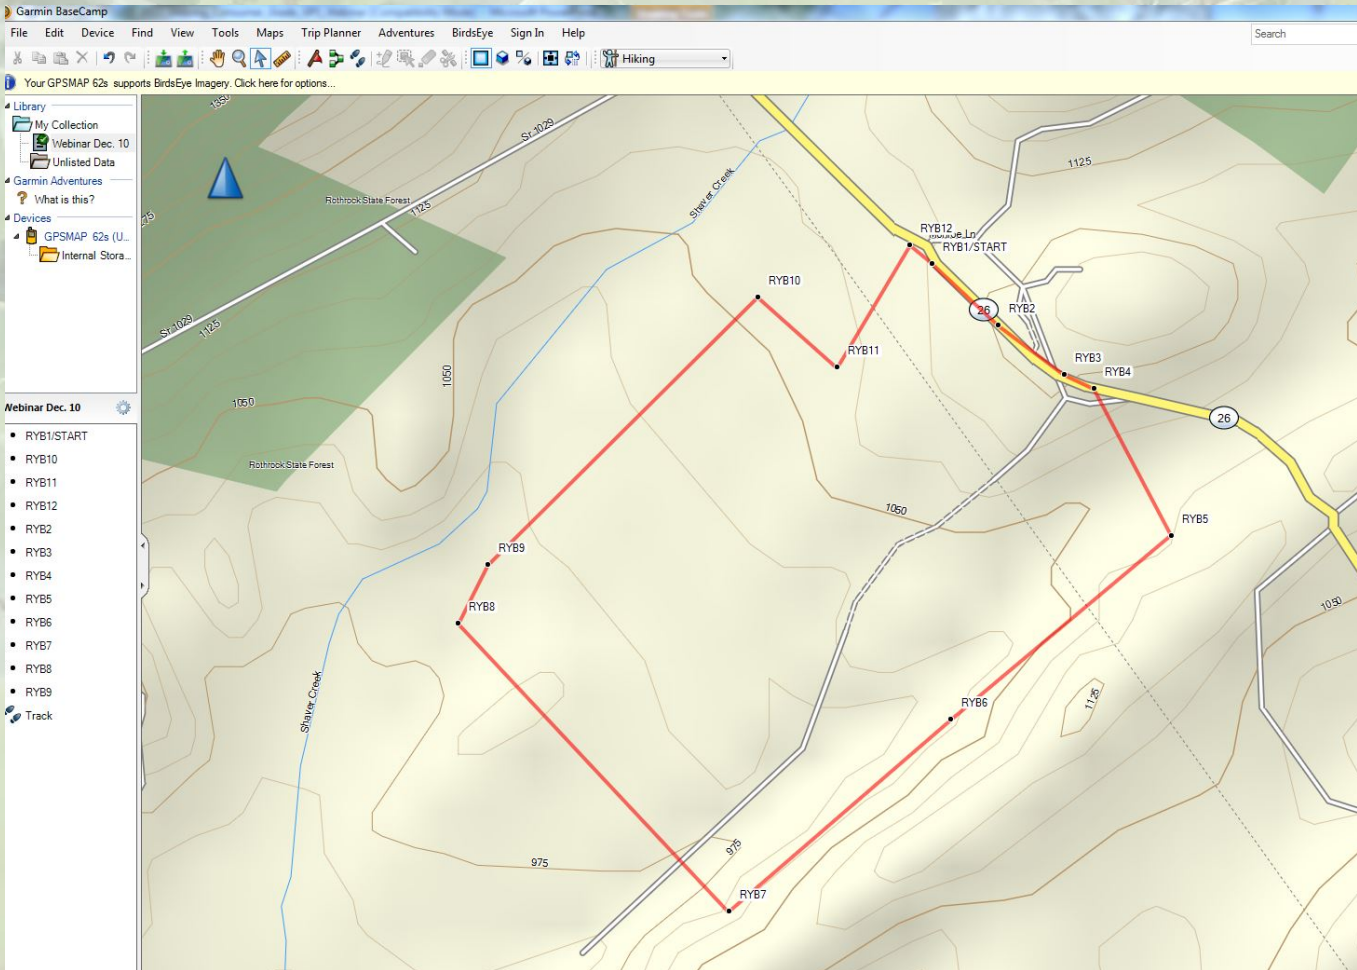 Garmin BaseCamp
File Edit Device Find View Tools Maps Trip Planner Adventures BirdsEye Sign In Help
Search
Hiking
Your GPSMAP 62s supports BirdsEye Imagery. Click here for options...
Library
My Collection
Webinar Dec. 10
Unlisted Data
Garmin Adventures
What is this?
Devices
GPSMAP 62s (U...
Internal Stora...
Webinar Dec. 10
RYB1/START
RYB10
RYB11
RYB12
RYB2
RYB3
RYB4
RYB5
RYB6
RYB7
RYB8
RYB9
Track
1350
Sr 1029
1125
Shaver Creek
Rothrock State Forest
1125
RYB12
RYB1/START
RYB10
26
RYB2
Sr 1029
1125
RYB11
RYB3
RYB4
1050
1050
26
Rothrock State Forest
1050
RYB5
RYB9
RYB8
1050
Shaver Creek
RYB6
1125
975
975
RYB7